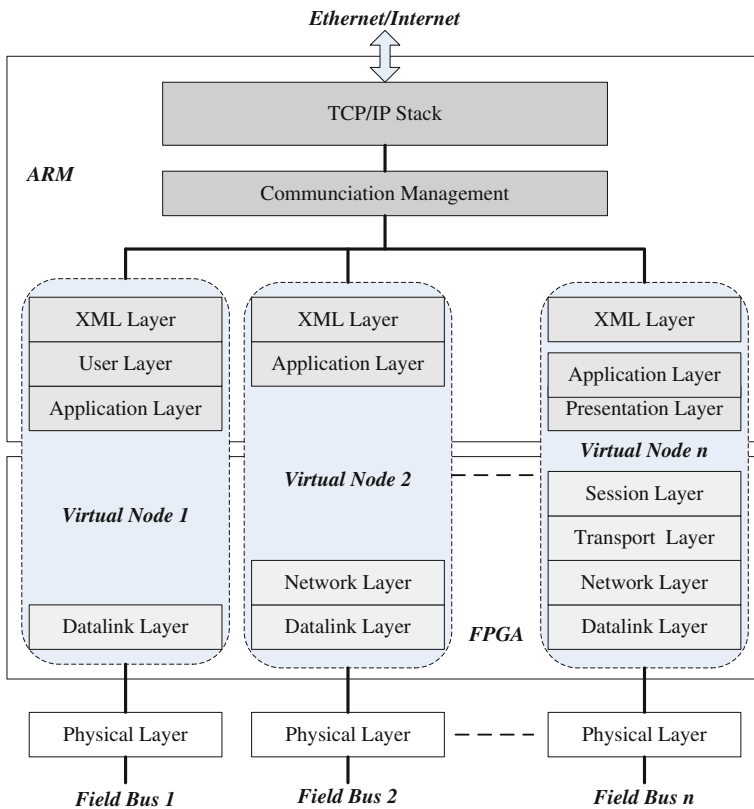 Ethernet/Internet
TCP/IP Stack
ARM
Communciation Management
XML Layer
User Layer
Application Layer
Virtual Node 1
Datalink Layer
XML Layer
Application Layer
Virtual Node 2
Network Layer
Datalink Layer
XML Layer
Application Layer
Presentation Layer
Virtual Node n
Session Layer
Transport Layer
Network Layer
Datalink Layer
FPGA
Physical Layer
Physical Layer
Physical Layer
Field Bus 1
Field Bus 2
Field Bus n